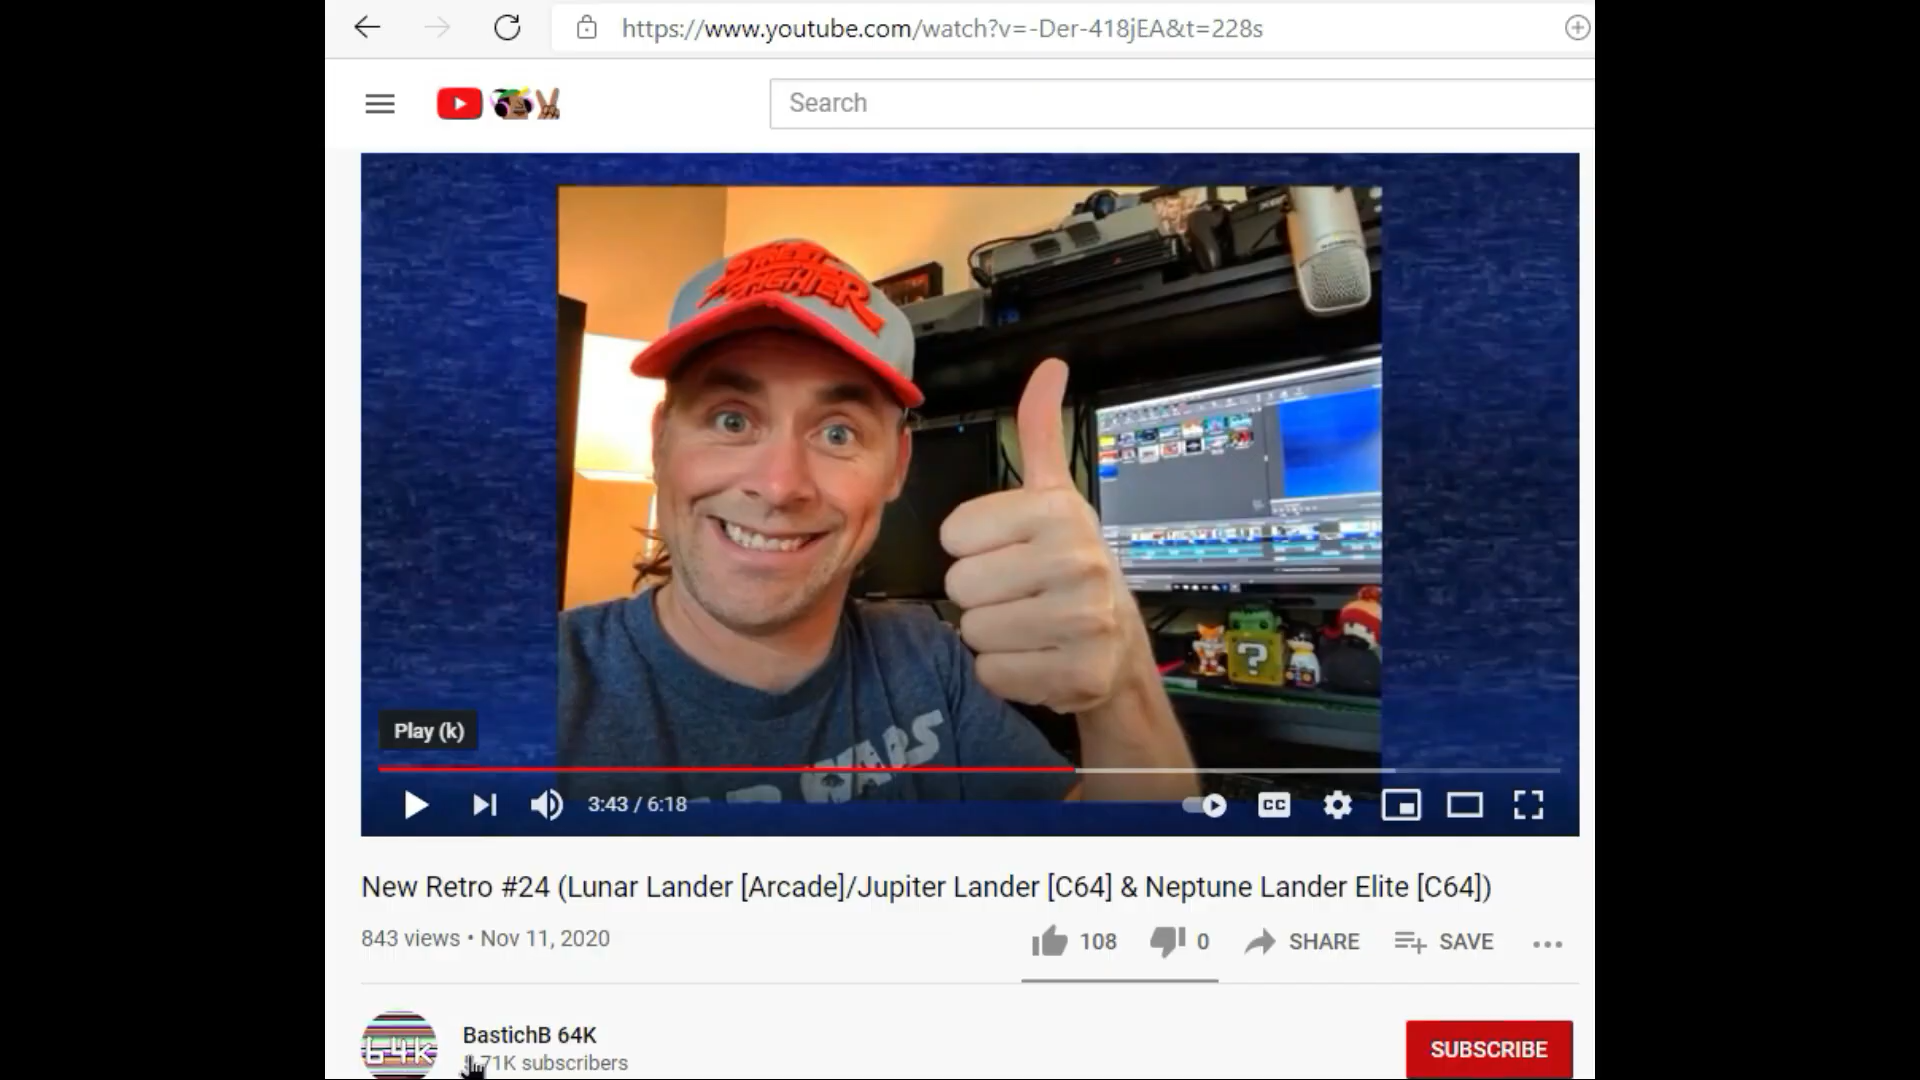 https://www.youtube.com/watch?v=-Der-418jEA&t=228s
Search
STREET
FIGHTER
WARS
?
Play (k)
3:43 / 6:18
CC
New Retro #24 (Lunar Lander [Arcade]/Jupiter Lander [C64] & Neptune Lander Elite [C64])
843 views • Nov 11, 2020
108
0
SHARE
SAVE
64k
BastichB 64K
71K subscribers
SUBSCRIBE